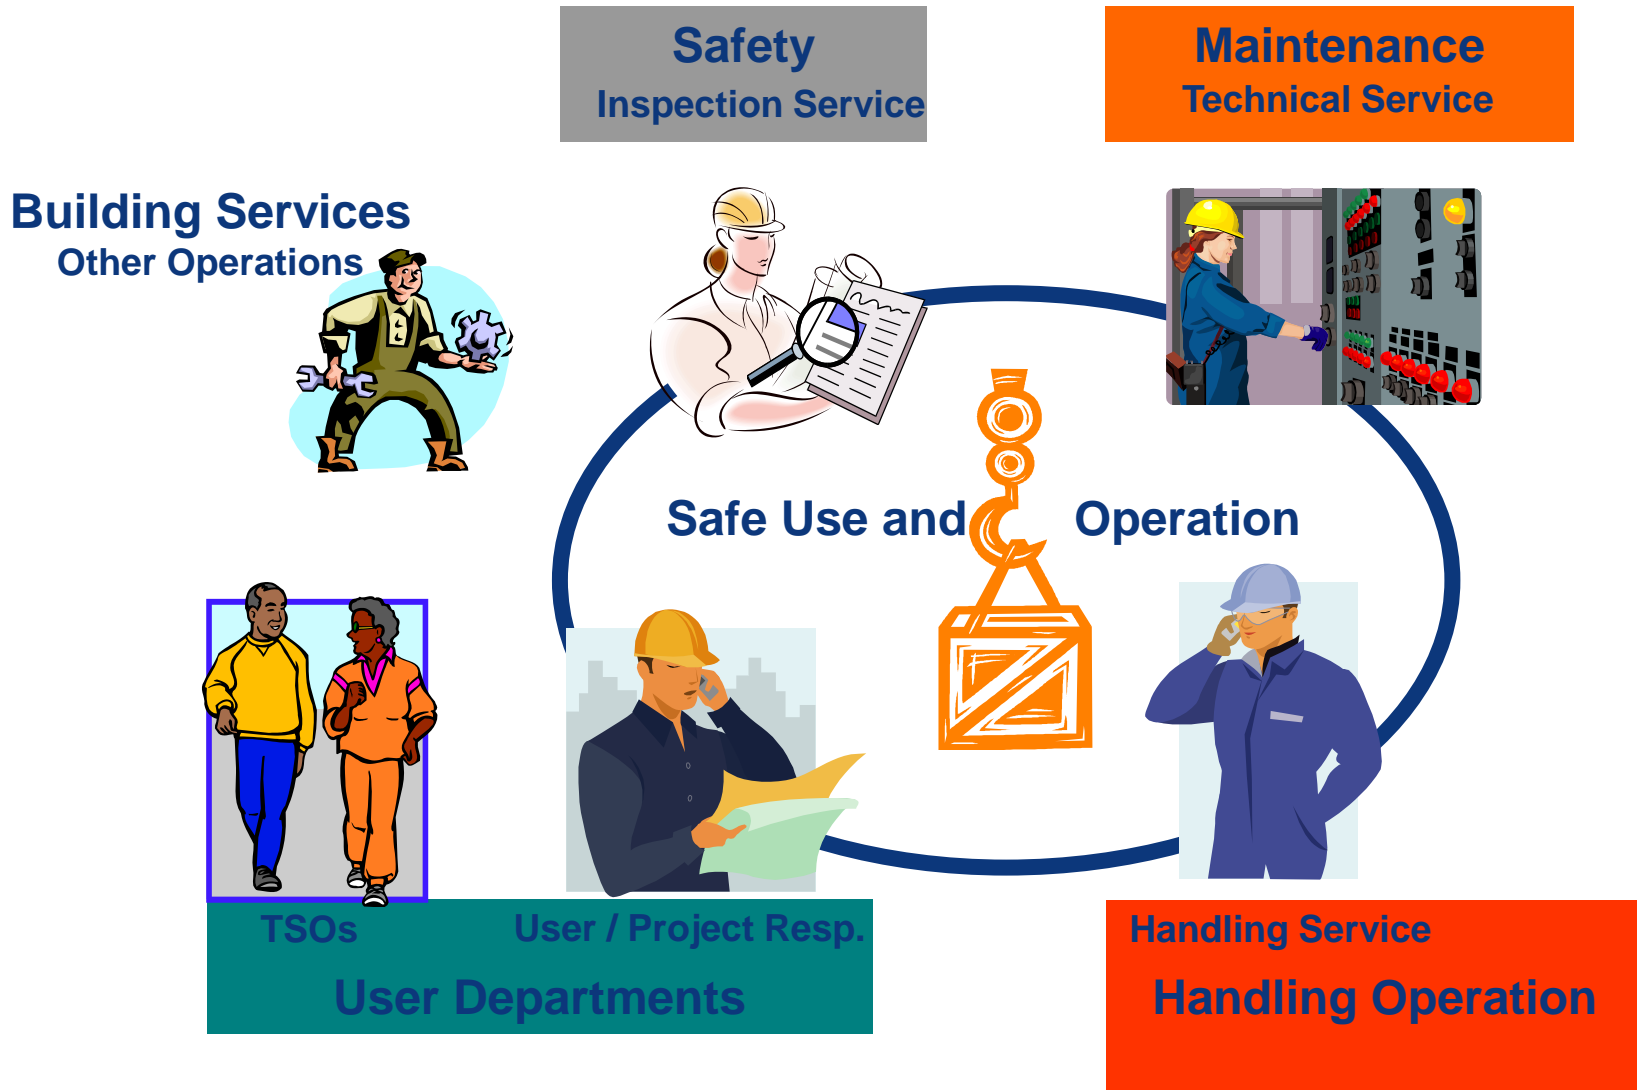 Safety
Inspection Service
Maintenance
Technical Service
Building Services
Other Operations
Safe Use and Operation
TSOs
User / Project Resp.
User Departments
Handling Service
Handling Operation